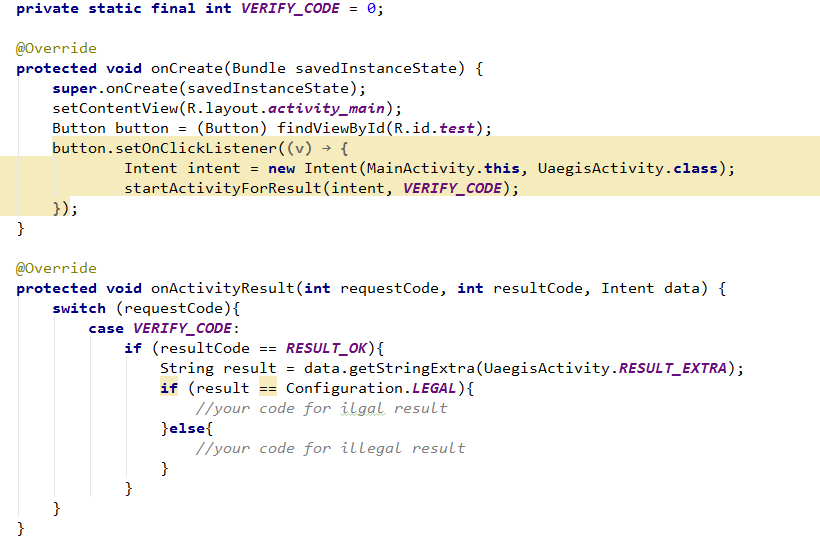 private static final int VERIFY_CODE = 0;
@Override
protected void onCreate(Bundle savedInstanceState) {
super.onCreate(savedInstanceState);
setContentView(R.layout.activity_main);
Button button = (Button) findViewById(R.id.test);
button.setOnClickListener((v) → {
Intent intent = new Intent(MainActivity.this, UaegisActivity.class);
startActivityForResult(intent, VERIFY_CODE);
});
}
@Override
protected void onActivityResult(int requestCode, int resultCode, Intent data) {
switch (requestCode){
case VERIFY_CODE:
if (resultCode == RESULT_OK){
String result = data.getStringExtra(UaegisActivity.RESULT_EXTRA);
if (result == Configuration.LEGAL){
//your code for ilgal result
}else{
//your code for illegal result
}
}
}
}